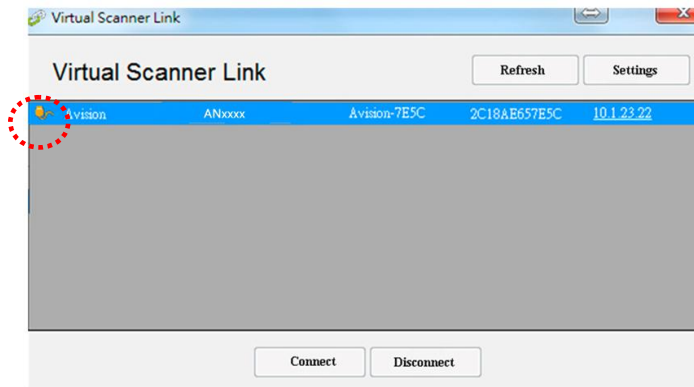 Virtual Scanner Link
Virtual Scanner Link Refresh Settings
Avision ANxxxx Avision-7E5C 2C18AE657E5C 10.1.23.22
Connect Disconnect